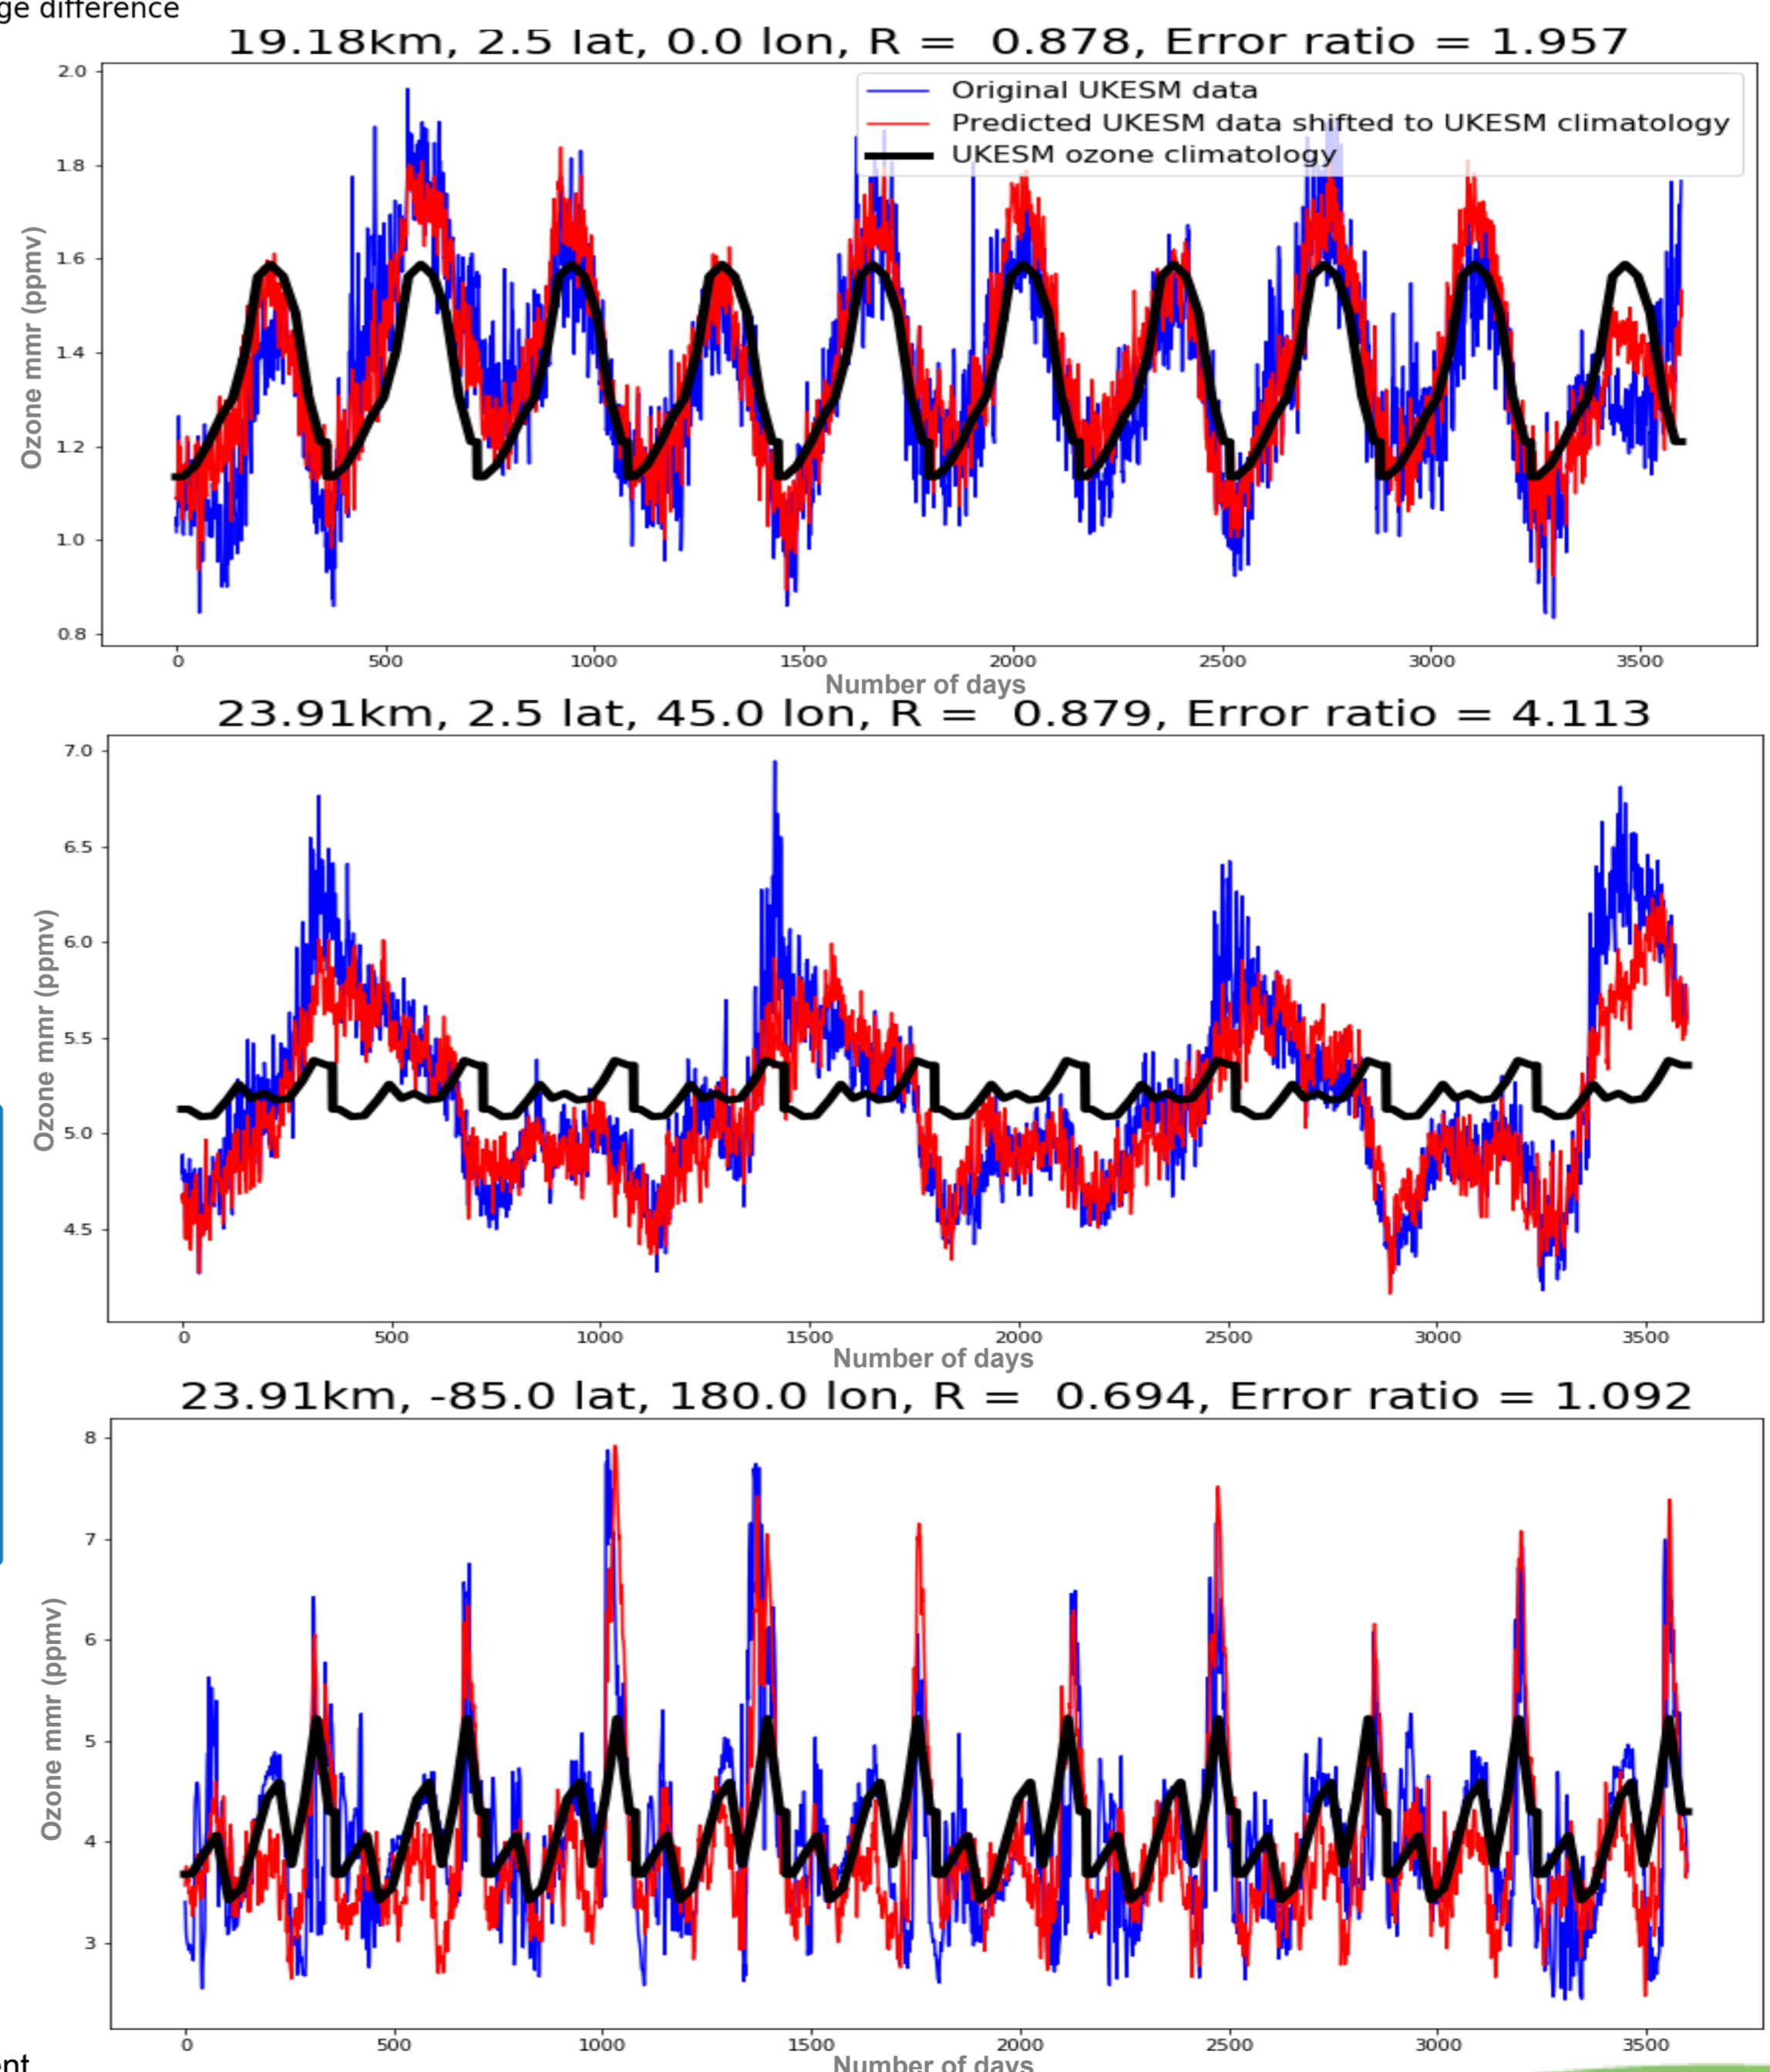 ge difference
19.18km, 2.5 lat, 0.0 lon, R = 0.878, Error ratio = 1.957
Original UKESM data
Predicted UKESM data shifted to UKESM climatology
UKESM ozone climatology
Ozone mmr (ppmv)
2.0
1.8
1.6
1.4
1.2
1.0
0.8
0 500 1000 1500 2000 2500 3000 3500
Number of days
23.91km, 2.5 lat, 45.0 lon, R = 0.879, Error ratio = 4.113
Ozone mmr (ppmv)
7.0
6.5
6.0
5.5
5.0
4.5
0 500 1000 1500 2000 2500 3000 3500
Number of days
23.91km, -85.0 lat, 180.0 lon, R = 0.694, Error ratio = 1.092
Ozone mmr (ppmv)
8
7
6
5
4
3
0 500 1000 1500 2000 2500 3000 3500
Number of days